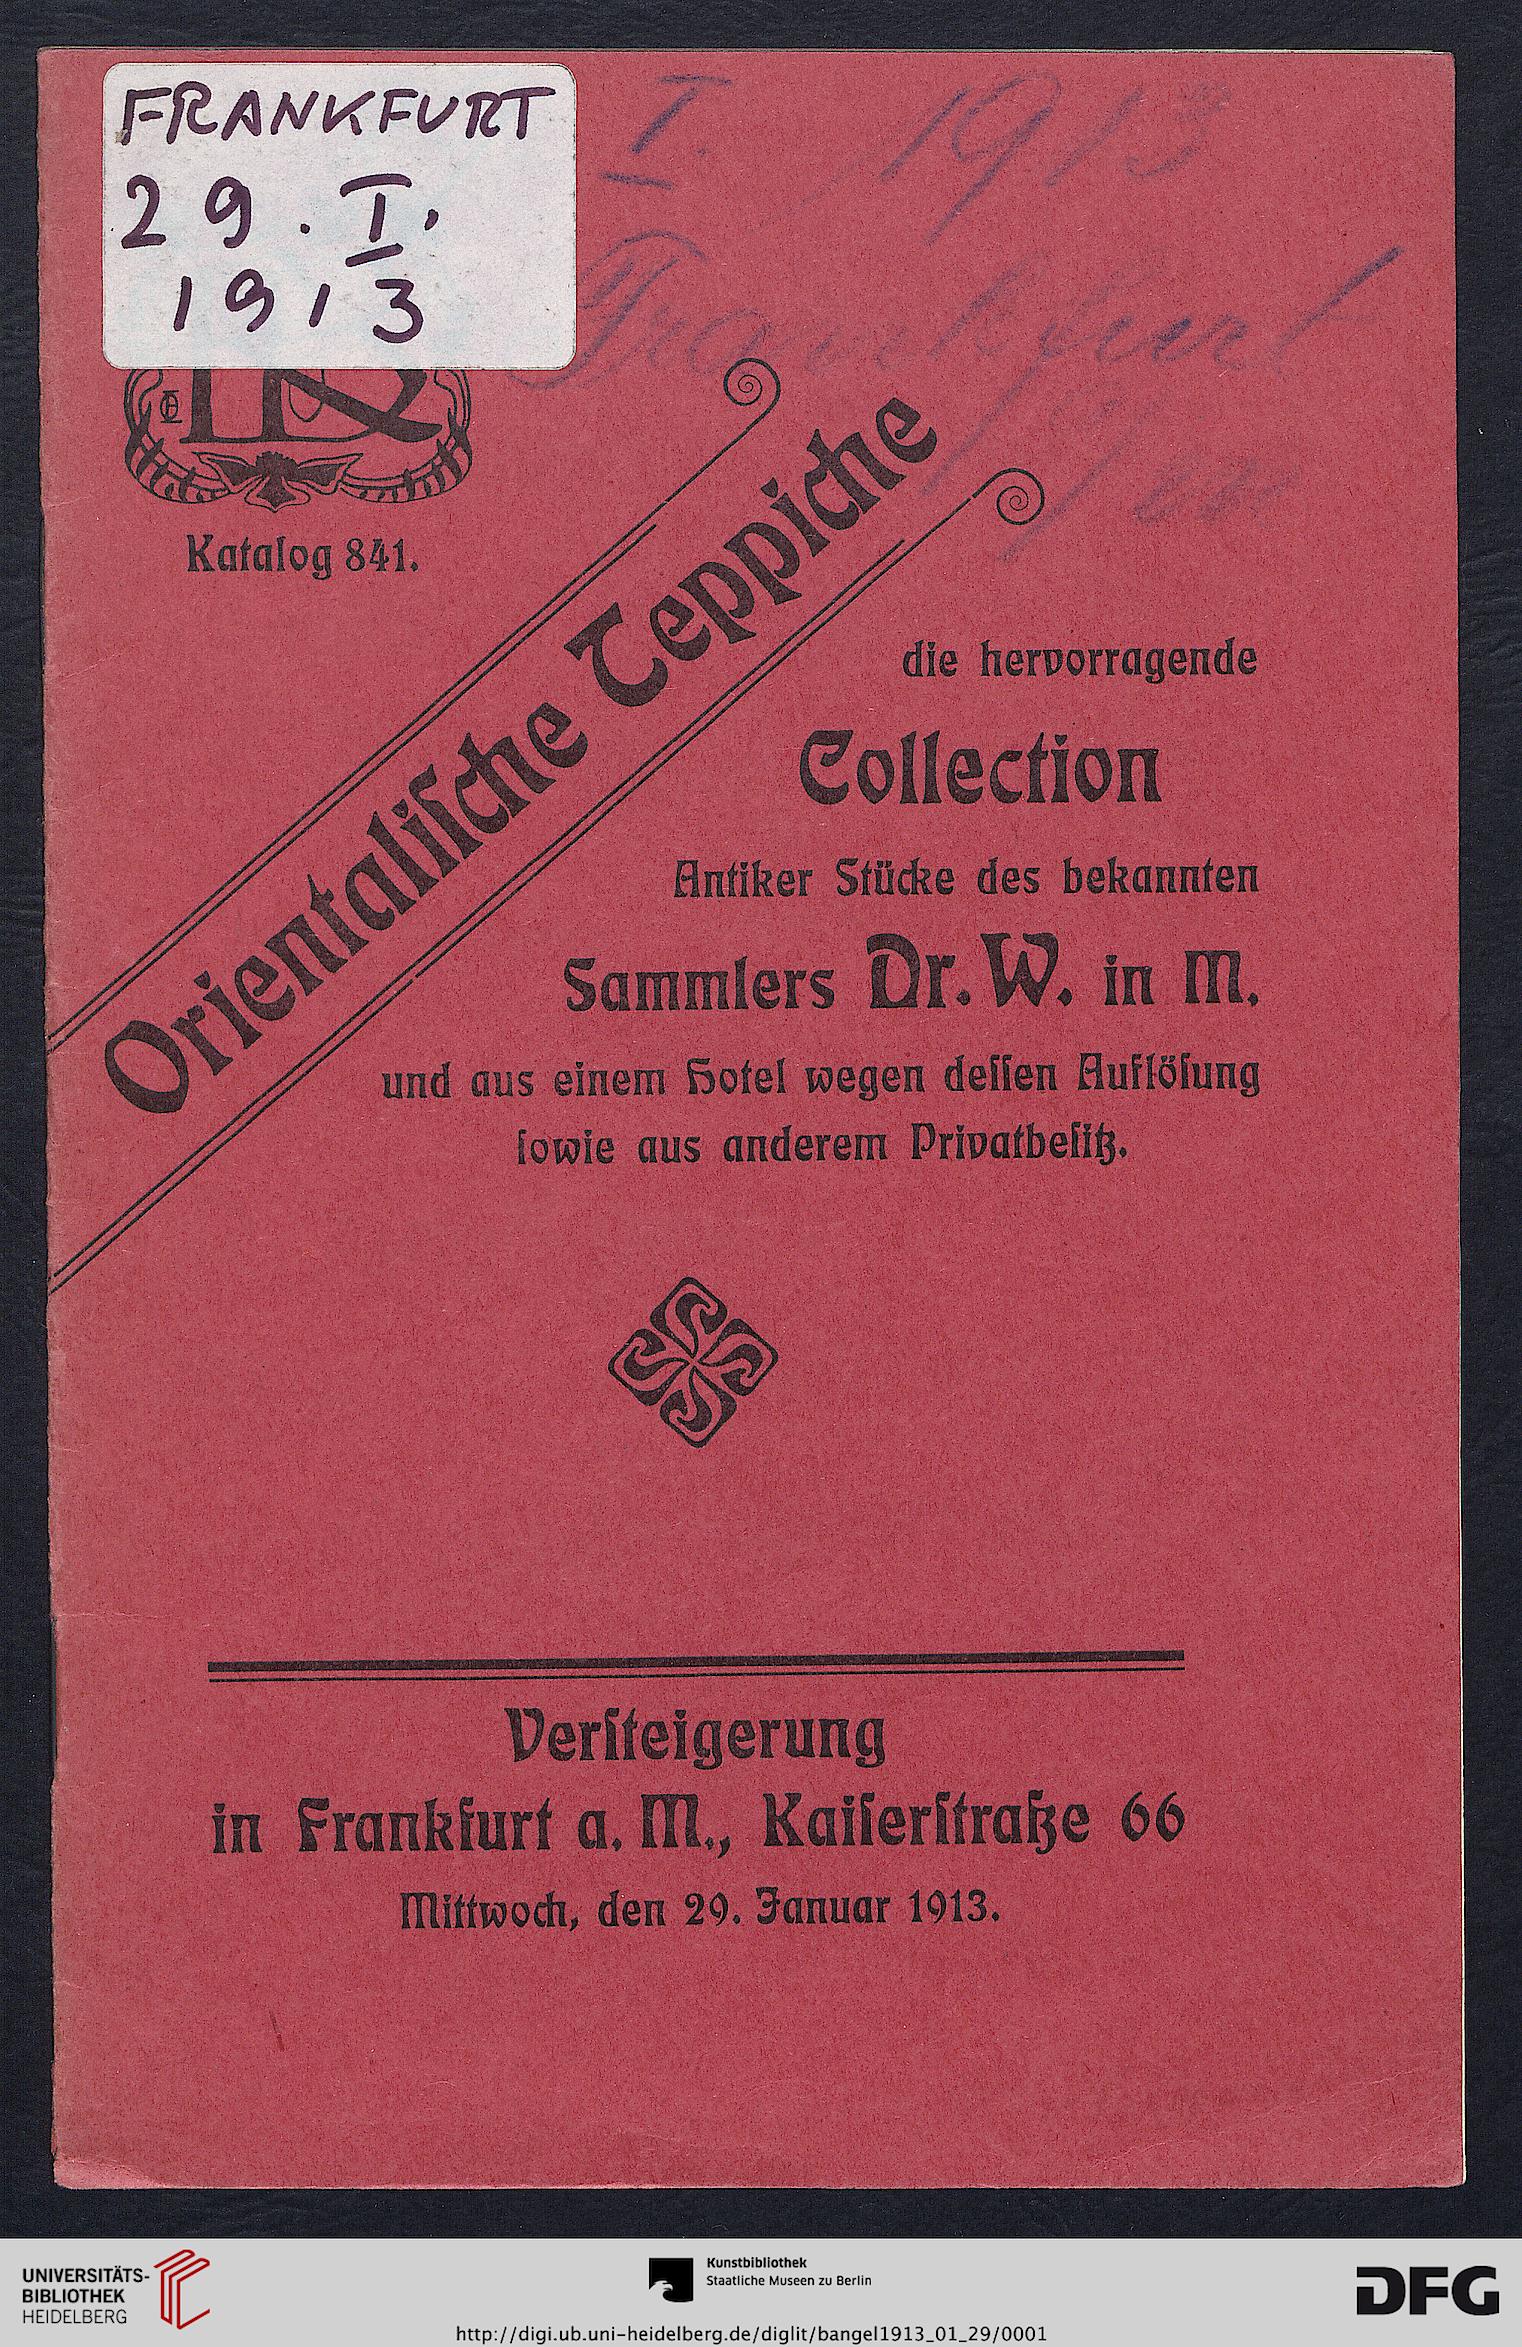 FRANKFURT
29. I.
1913
I. 1913
Frankfurt
Katalog 841.
Orientaliſche Teppiche
die hervorragende
Collection
Antiker Stücke des bekannten
Sammlers Dr. W. in M.
und aus einem Hotel wegen deſſen Auflöſung
ſowie aus anderem Privatbeſitz.
Verſteigerung
in Frankfurt a. M., Kaiſerſtraße 66
Mittwoch, den 29. Januar 1913.
UNIVERSITÄTS-
BIBLIOTHEK
HEIDELBERG
Kunstbibliothek
Staatliche Museen zu Berlin
DFG
http://digi.ub.uni-heidelberg.de/diglit/bangel1913_01_29/0001